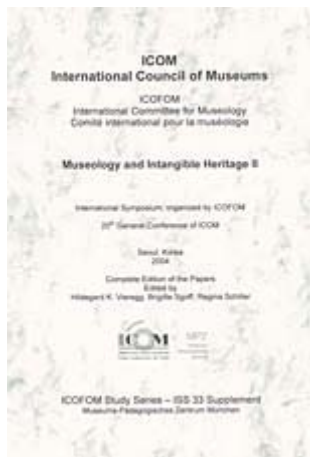 ICOM
International Council of Museums
ICOFOM
International Committee for Museology
Comité international pour la muséologie
Museology and Intangible Heritage II
International Symposium, organized by ICOFOM
20th General Conference of ICOM
Seoul, Korea
2004
Complete Edition of the Papers
Edited by
Hildegard K. Vieregg, Brigitte Sgoff, Regina Schiller
ICOM
MPZ
ICOFOM Study Series – ISS 33 Supplement
Museums-Pädagogisches Zentrum München